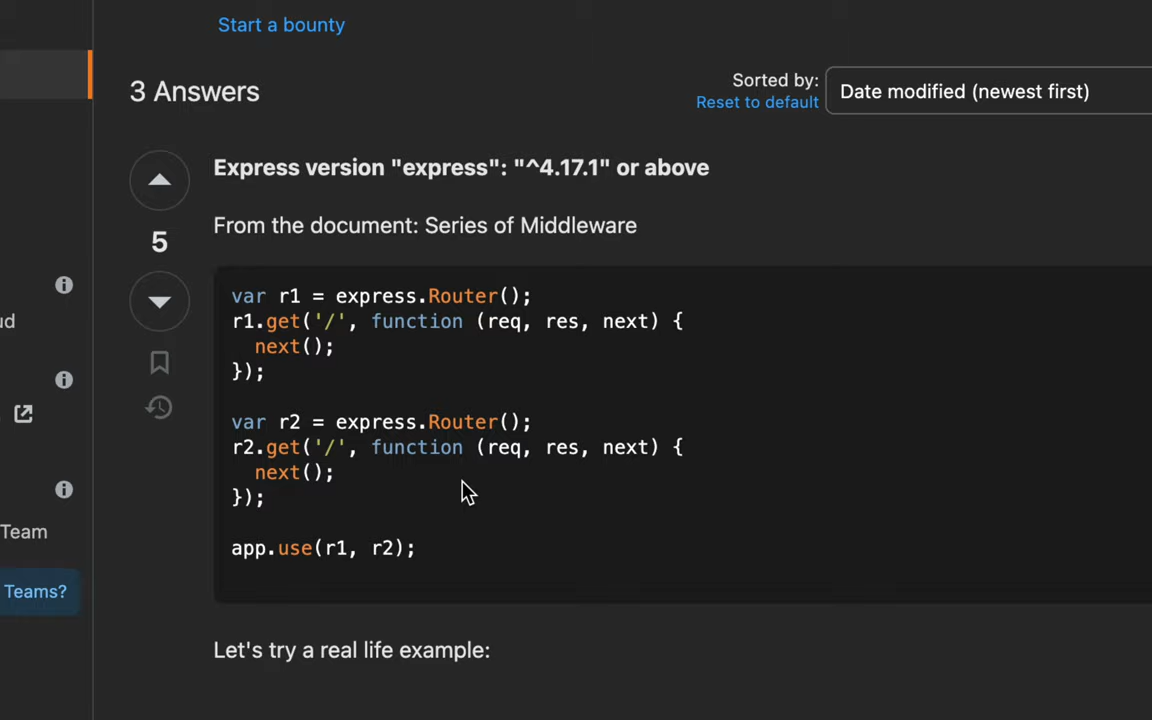 Start a bounty
3 Answers
Sorted by:
Reset to default
Date modified (newest first)
Express version "express": "^4.17.1" or above
From the document: Series of Middleware
5
var r1 = express.Router();
r1.get('/', function (req, res, next) {
  next();
});
var r2 = express.Router();
r2.get('/', function (req, res, next) {
  next();
});
app.use(r1, r2);
Let's try a real life example:
ud
Team
Teams?